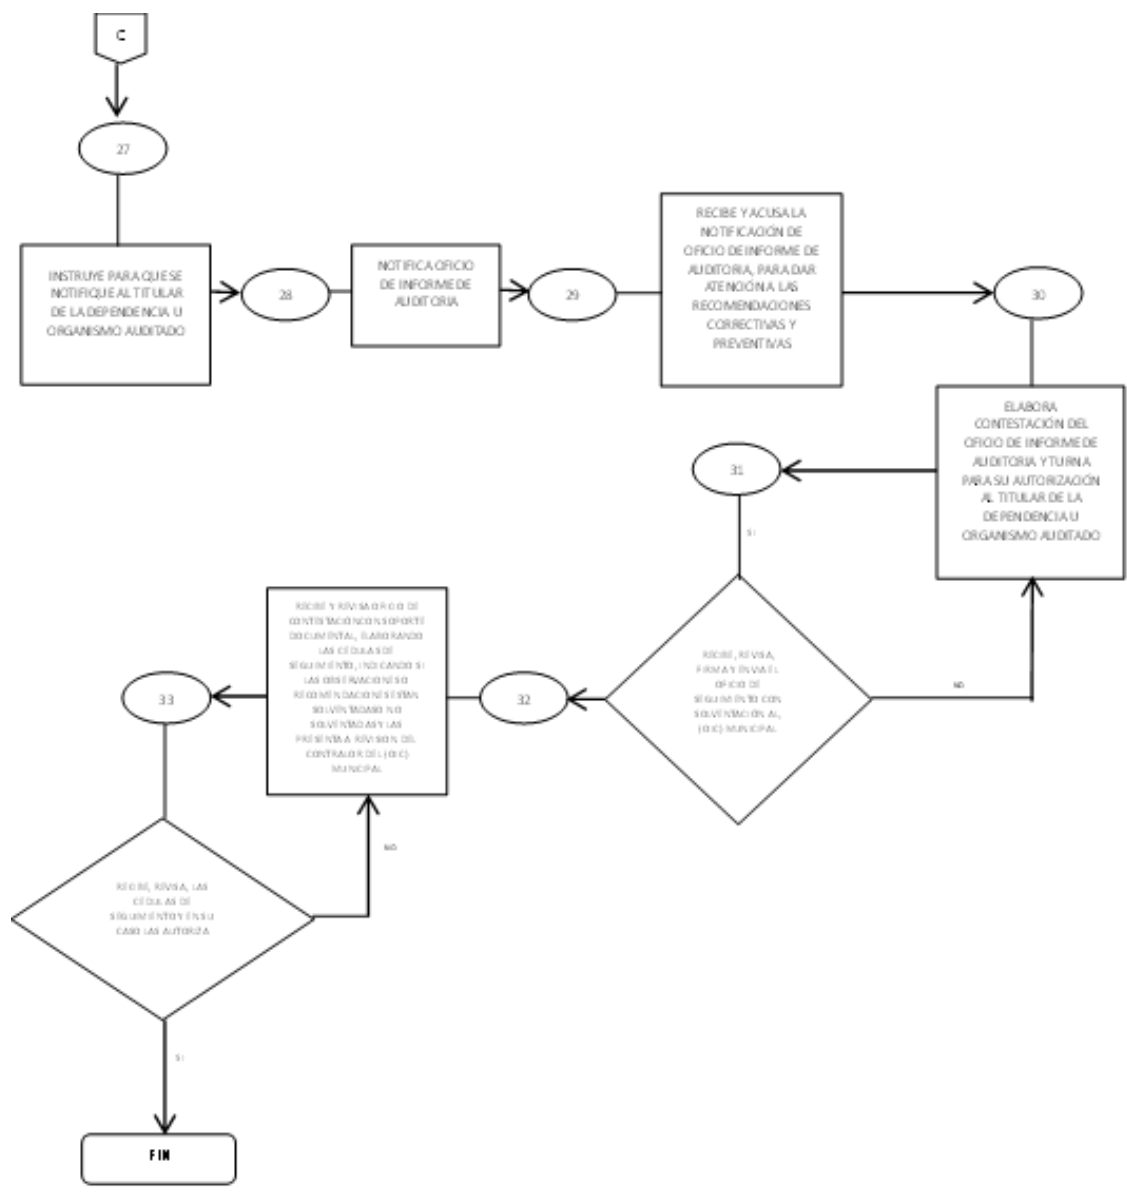 C
27
INSTRUYE PARA QUE SE
NOTIFIQUE AL TITULAR
DE LA DEPENDENCIA U
ORGANISMO AUDITADO
28
NOTIFICA OFICIO
DE INFORME DE
AUDITORIA
29
RECIBE Y ACUSA LA
NOTIFICACIÓN DE
OFICIO DE INFORME DE
AUDITORIA, PARA DAR
ATENCIÓN A LAS
RECOMENDACIONES
CORRECTIVAS Y
PREVENTIVAS
30
ELABORA
CONTESTACIÓN DEL
OFICIO DE INFORME DE
AUDITORIA Y TURNA
PARA SU AUTORIZACIÓN
AL TITULAR DE LA
DEPENDENCIA U
ORGANISMO AUDITADO
31
SI
RECIBE, REVISA,
FIRMA Y ENVIA EL
OFICIO DE
SEGUIMIENTO CON
SOLVENTACIÓN AL,
(OIC) MUNICIPAL
NO
32
RECIBE Y REVISA OFICIO DE
CONTESTACIÓN CON SOPORTE
DOCUMENTAL, ELABORANDO
LAS CEDULAS DE
SEGUIMIENTO, INDICANDO SI
LAS OBSERVACIONES O
RECOMENDACIONES ESTAN
SOLVENTADAS O NO
SOLVENTADAS Y LAS
PRESENTA A REVISION DEL
CONTRALOR DEL (OIC)
MUNICIPAL
33
NO
RECIBE, REVISA, LAS
CEDULAS DE
SEGUIMIENTO Y EN SU
CASO LAS AUTORIZA
SI
FIN